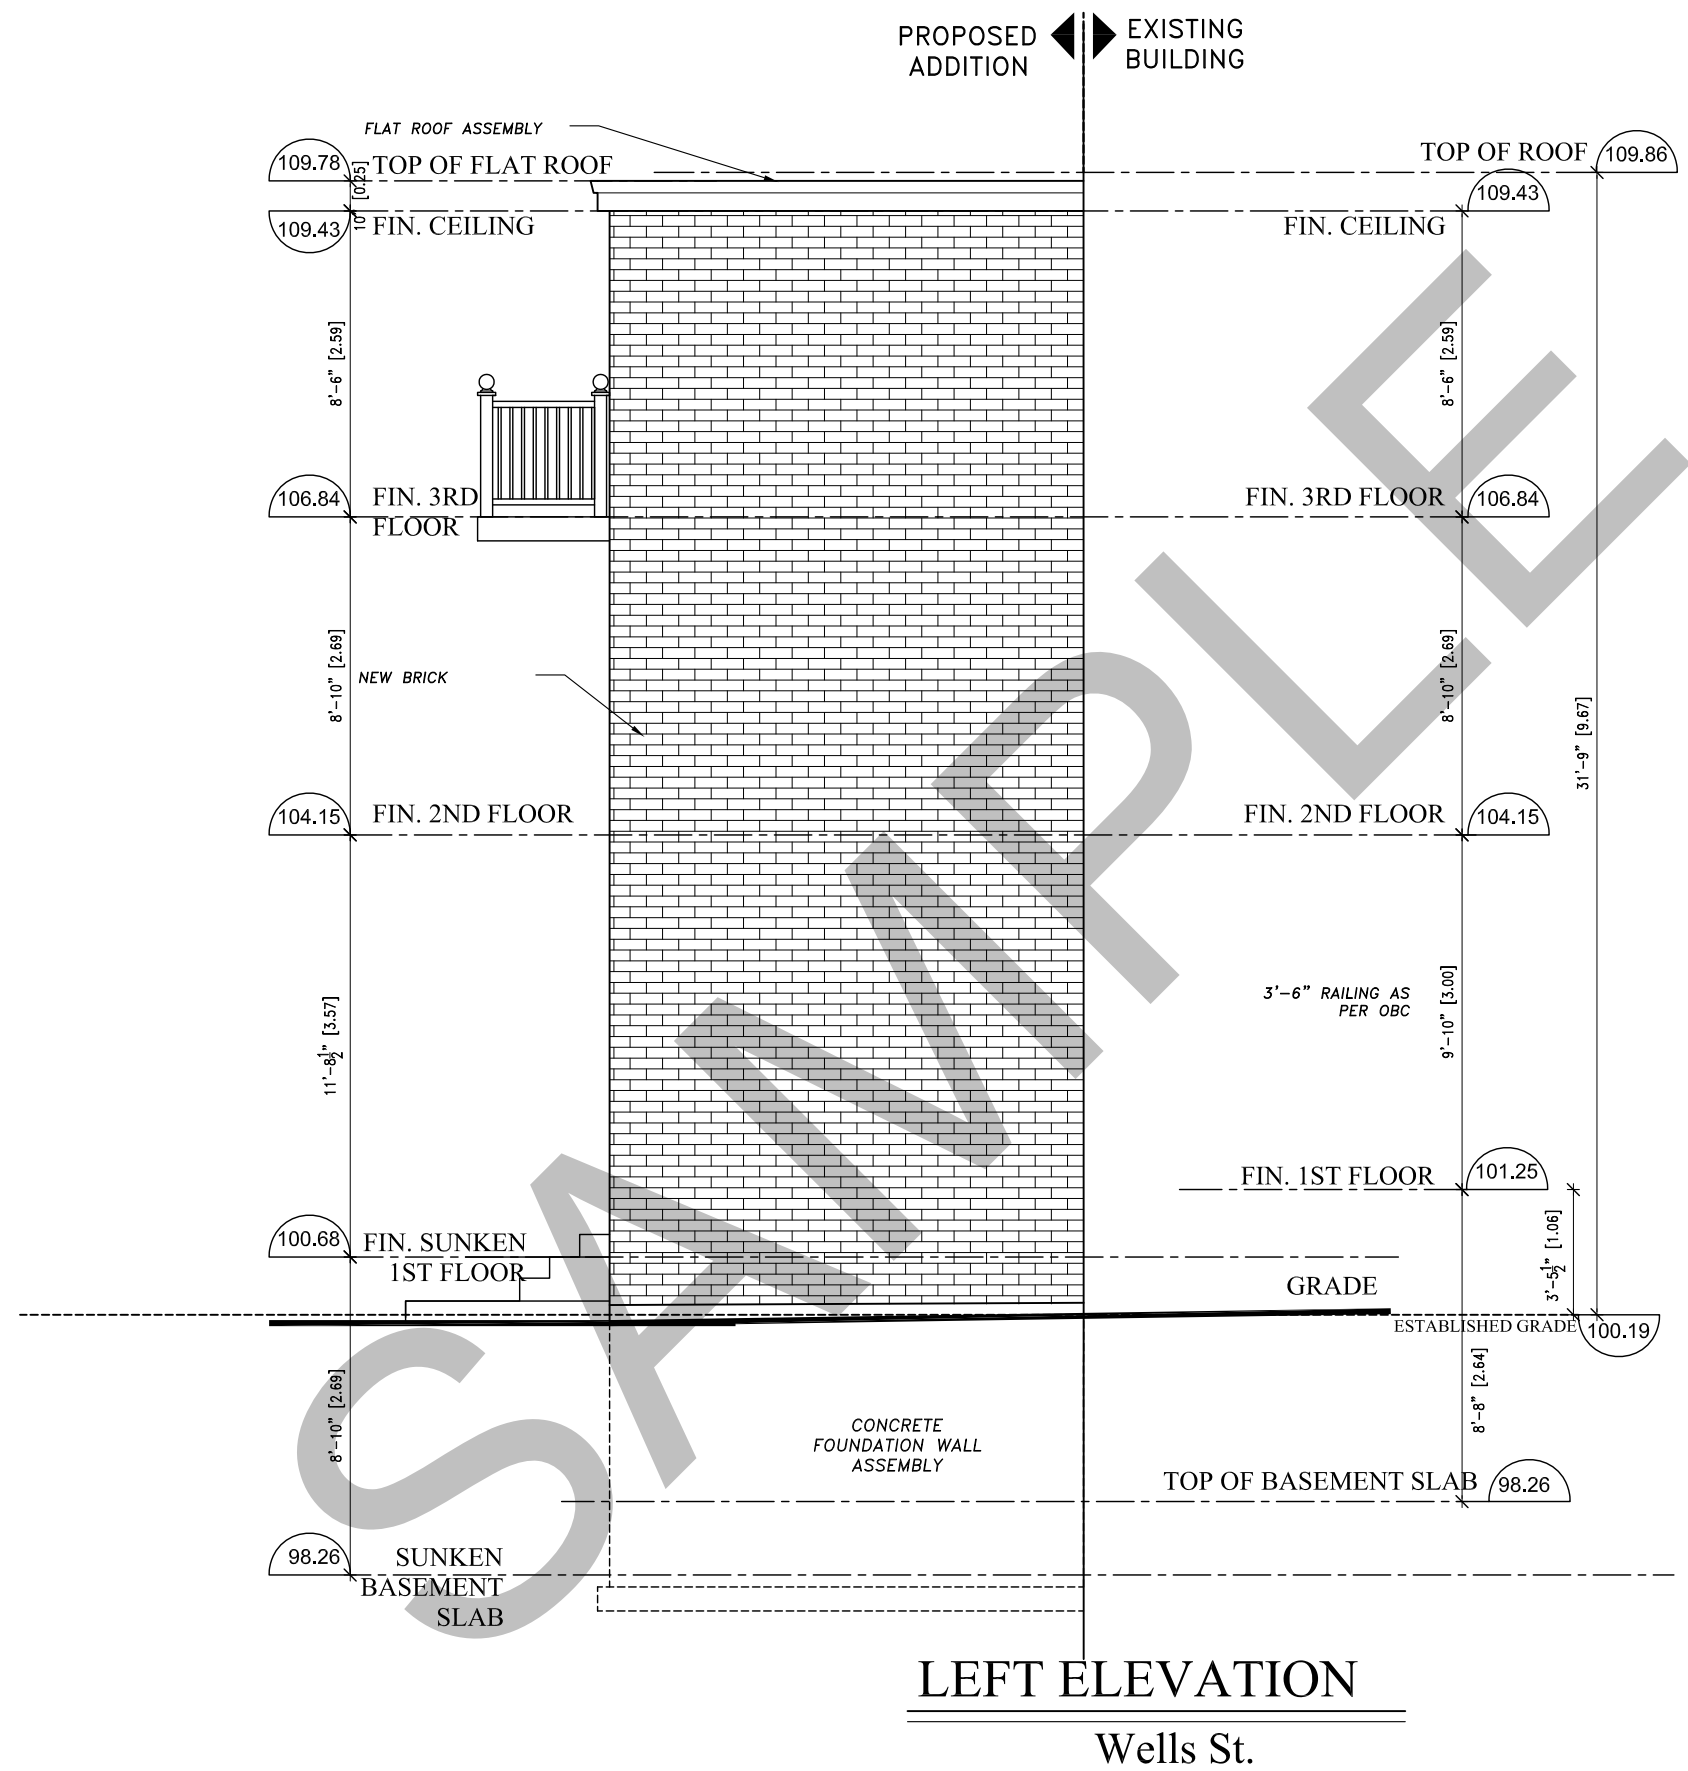 PROPOSED
ADDITION
EXISTING
BUILDING
FLAT ROOF ASSEMBLY
109.78
TOP OF FLAT ROOF
10" [0.25]
TOP OF ROOF
109.86
109.43
FIN. CEILING
FIN. CEILING
109.43
8'-6" [2.59]
8'-6" [2.59]
106.84
FIN. 3RD
FLOOR
FIN. 3RD FLOOR
106.84
8'-10" [2.69]
NEW BRICK
8'-10" [2.69]
31'-9" [9.67]
104.15
FIN. 2ND FLOOR
FIN. 2ND FLOOR
104.15
11'-8½" [3.57]
3'-6" RAILING AS
PER OBC
9'-10" [3.00]
FIN. 1ST FLOOR
101.25
100.68
FIN. SUNKEN
1ST FLOOR
3'-5½" [1.06]
GRADE
ESTABLISHED GRADE
100.19
8'-10" [2.69]
8'-8" [2.64]
CONCRETE
FOUNDATION WALL
ASSEMBLY
TOP OF BASEMENT SLAB
98.26
98.26
SUNKEN
BASEMENT
SLAB
SAMPLE
LEFT ELEVATION
Wells St.